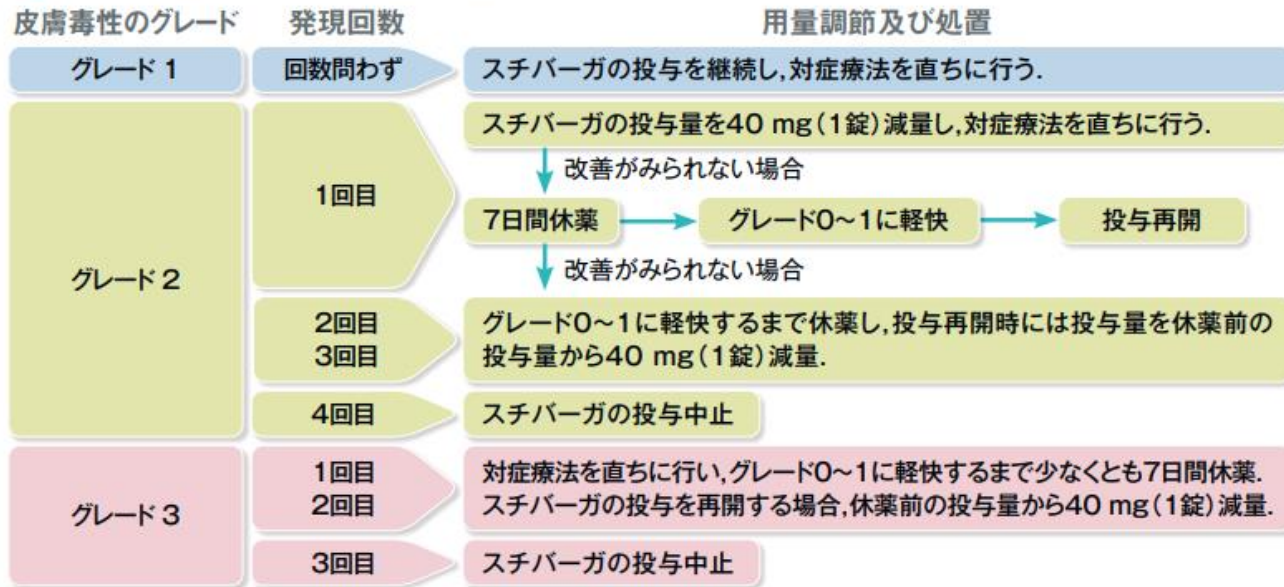 皮膚毒性のグレード 発現回数 用量調節及び処置
グレード 1 回数問わず スチバーガの投与を継続し,対症療法を直ちに行う.
スチバーガの投与量を40 mg(1錠)減量し,対症療法を直ちに行う.
改善がみられない場合
グレード 2
1回目
7日間休薬 グレード0~1に軽快 投与再開
改善がみられない場合
2回目
3回目
グレード0~1に軽快するまで休薬し,投与再開時には投与量を休薬前の
投与量から40 mg(1錠)減量.
4回目 スチバーガの投与中止
グレード 3
1回目
2回目
対症療法を直ちに行い,グレード0~1に軽快するまで少なくとも7日間休薬.
スチバーガの投与を再開する場合,休薬前の投与量から40 mg(1錠)減量.
3回目 スチバーガの投与中止